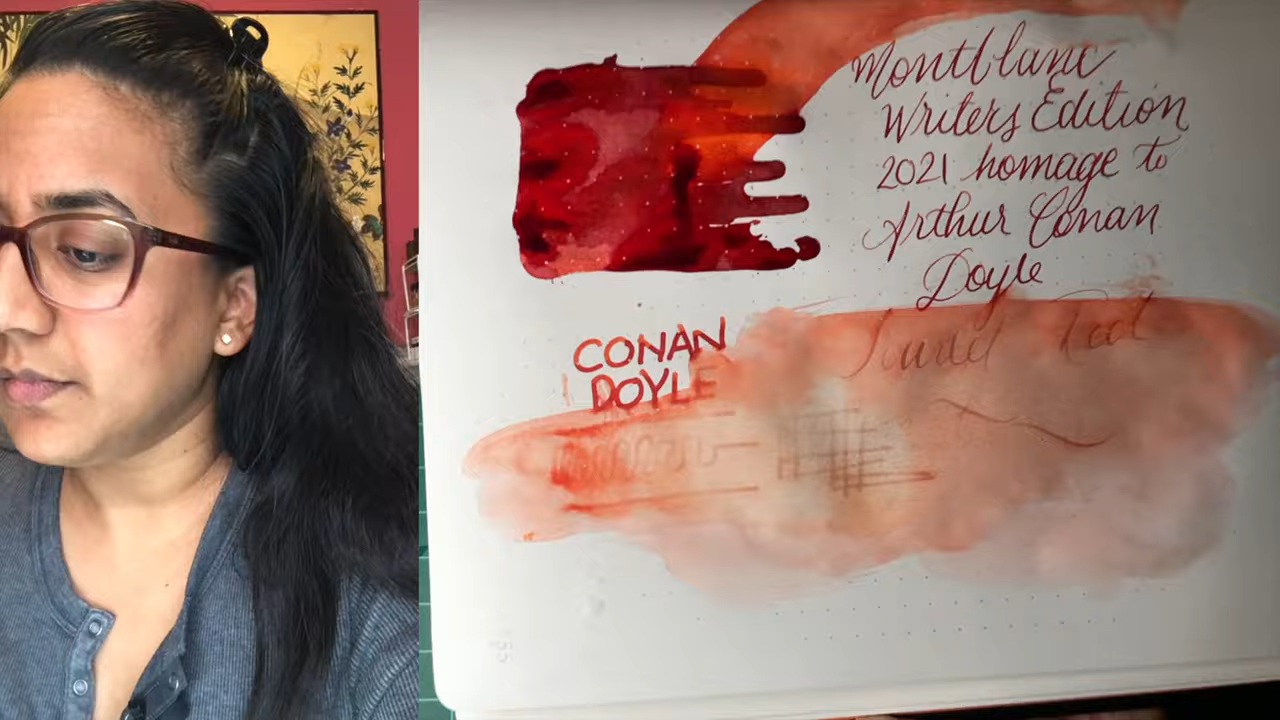 Montblanc
Writers Edition
2021 homage to
Arthur Conan
Doyle
CONAN
DOYLE